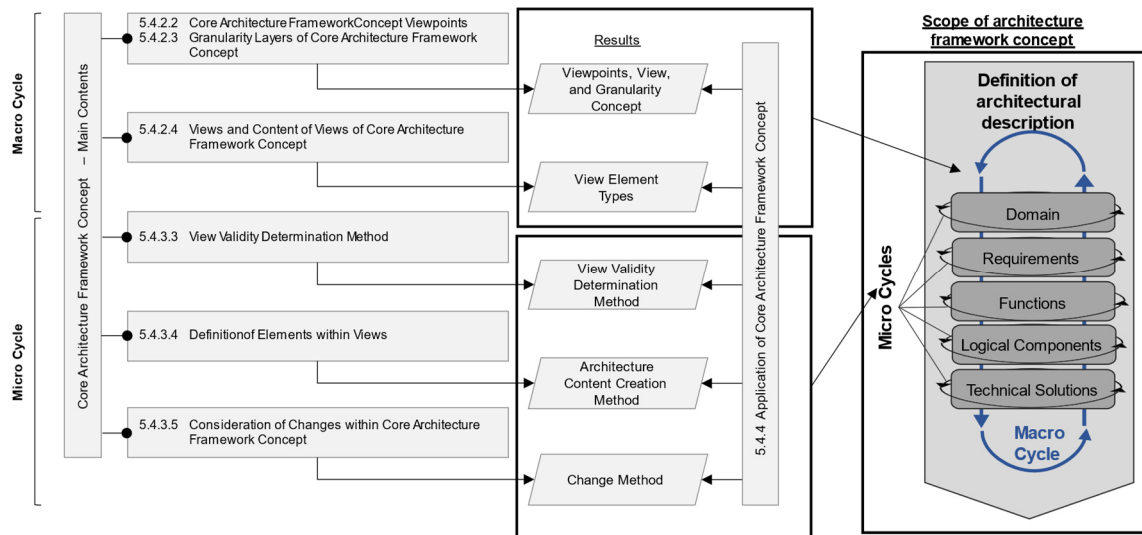 Macro Cycle
Micro Cycle
Core Architecture Framework Concept – Main Contents
5.4.2.2 Core Architecture FrameworkConcept Viewpoints
5.4.2.3 Granularity Layers of Core Architecture Framework
Concept
5.4.2.4 Views and Content of Views of Core Architecture
Framework Concept
5.4.3.3 View Validity Determination Method
5.4.3.4 Definitionof Elements within Views
5.4.3.5 Consideration of Changes within Core Architecture
Framework Concept
Results
Viewpoints, View,
and Granularity
Concept
View Element
Types
View Validity
Determination
Method
Architecture
Content Creation
Method
Change Method
5.4.4 Application of Core Architecture Framework Concept
Scope of architecture
framework concept
Definition of
architectural
description
Micro Cycles
Domain
Requirements
Functions
Logical Components
Technical Solutions
Macro
Cycle